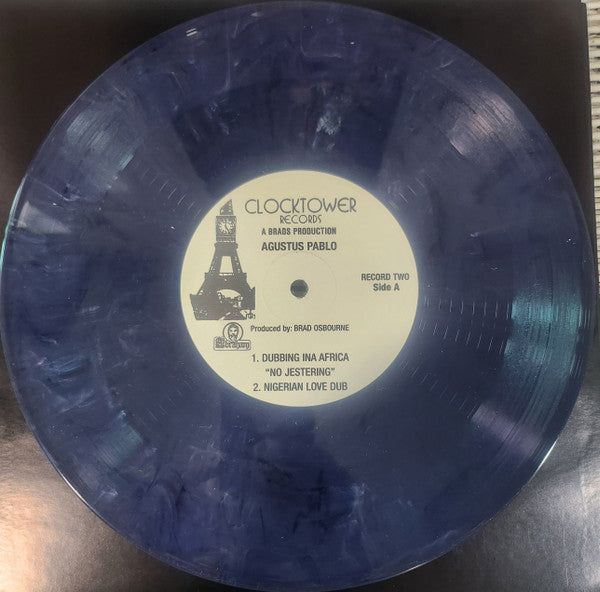 CLOCKTOWER
RECORDS
A BRADS PRODUCTION
AGUSTUS PABLO
RECORD TWO
Side A
Produced by: BRAD OSBOURNE
1. DUBBING INA AFRICA
"NO JESTERING"
2. NIGERIAN LOVE DUB